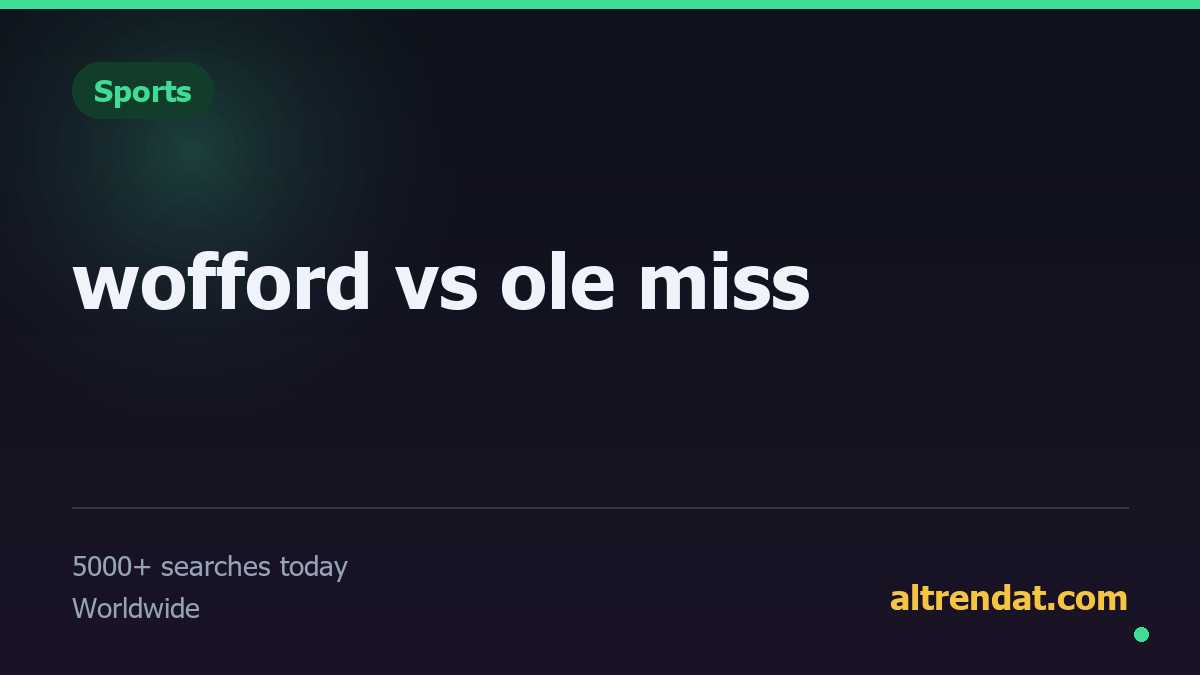 Sports
wofford vs ole miss
5000+ searches today
Worldwide
altrendat.com